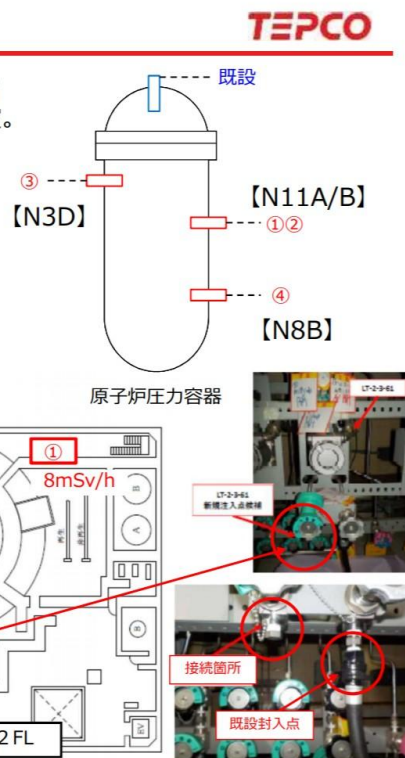 TEPCO
既設
。
③
【N3D】
【N11A/B】
①②
④
【N8B】
原子炉圧力容器
①
8mSv/h
B
A
B
EV
2 FL
LT-2-3-61
LT-2-3-61
新規注入点候補
接続箇所
既設封入点